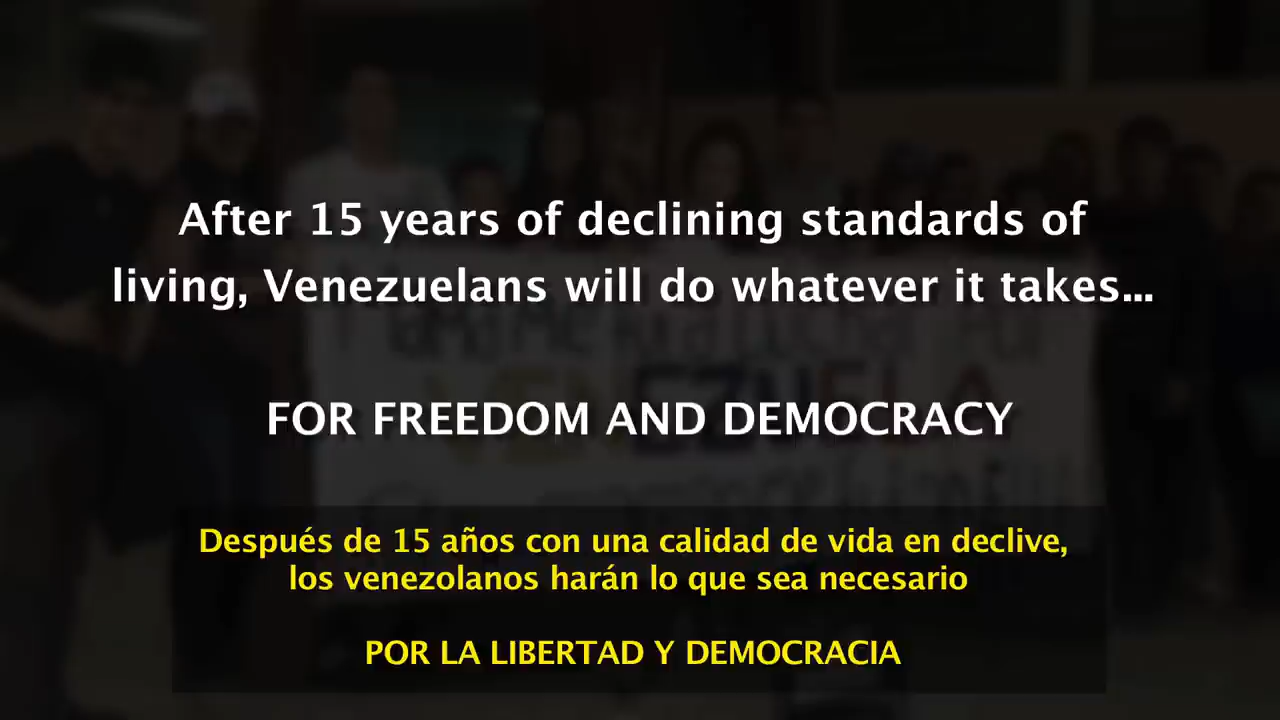 After 15 years of declining standards of
living, Venezuelans will do whatever it takes...
FOR FREEDOM AND DEMOCRACY
VENEZUELA
Después de 15 años con una calidad de vida en declive,
los venezolanos harán lo que sea necesario
POR LA LIBERTAD Y DEMOCRACIA